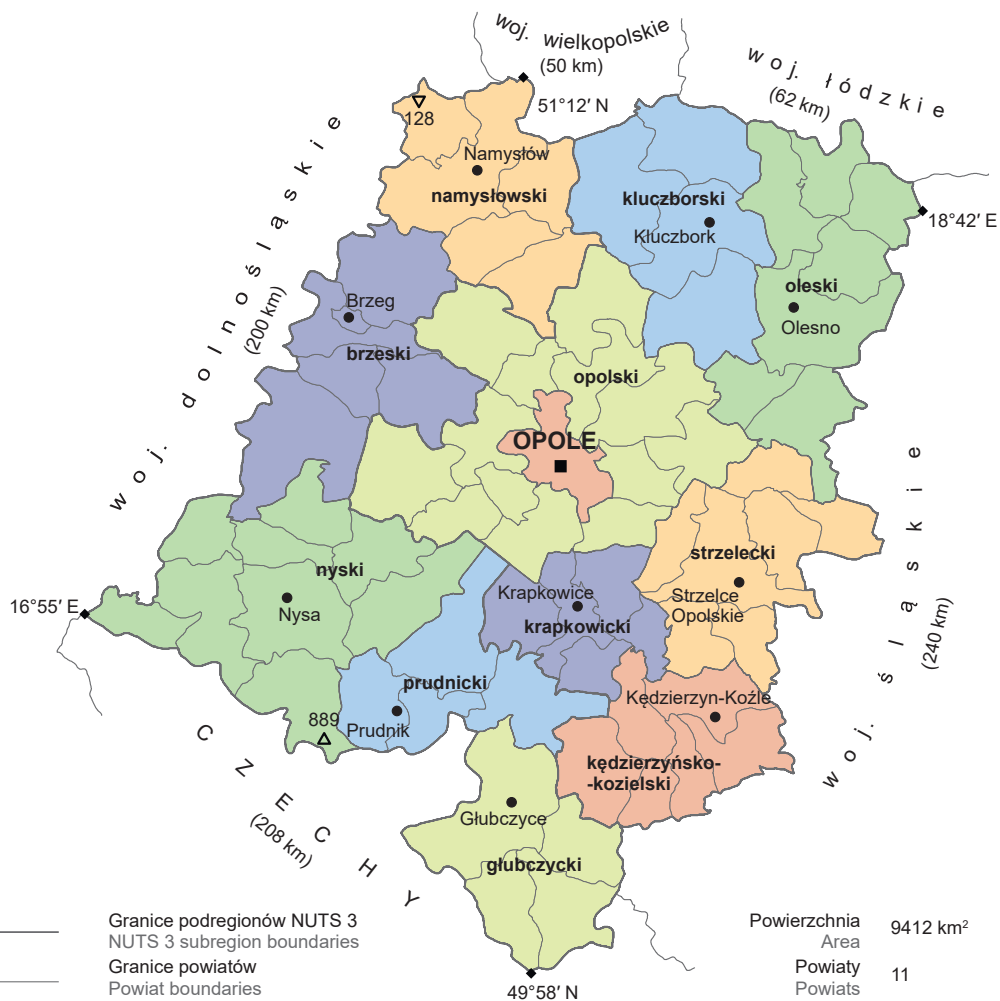 woj. wielkopolskie
(50 km)
woj. łódzkie
(62 km)
51°12′ N
128
Namysłów
namysłowski
kluczborski
Kluczbork
18°42′ E
woj. dolnośląskie
(200 km)
oleski
Olesno
Brzeg
brzeski
opolski
OPOLE
woj. śląskie
(240 km)
strzelecki
Strzelce
Opolskie
nyski
Nysa
16°55′ E
Krapkowice
krapkowicki
prudnicki
Prudnik
889
Kędzierzyn-Koźle
kędzierzyńsko-
-kozielski
CZECHY
(208 km)
Głubczyce
głubczycki
49°58′ N
Granice podregionów NUTS 3
NUTS 3 subregion boundaries
Granice powiatów
Powiat boundaries
Powierzchnia 9412 km²
Area
Powiaty 11
Powiats